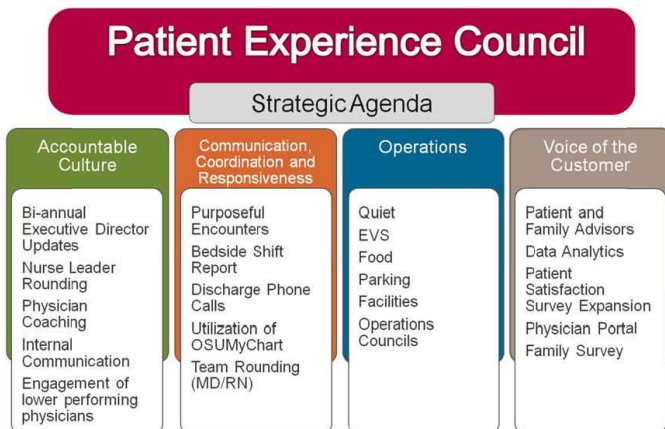 Patient Experience Council
Strategic Agenda
Accountable
Culture
Bi-annual
Executive Director
Updates
Nurse Leader
Rounding
Physician
Coaching
Internal
Communication
Engagement of
lower performing
physicians
Communication,
Coordination and
Responsiveness
Purposeful
Encounters
Bedside Shift
Report
Discharge Phone
Calls
Utilization of
OSUMyChart
Team Rounding
(MD/RN)
Operations
Quiet
EVS
Food
Parking
Facilities
Operations
Councils
Voice of the
Customer
Patient and
Family Advisors
Data Analytics
Patient
Satisfaction
Survey Expansion
Physician Portal
Family Survey